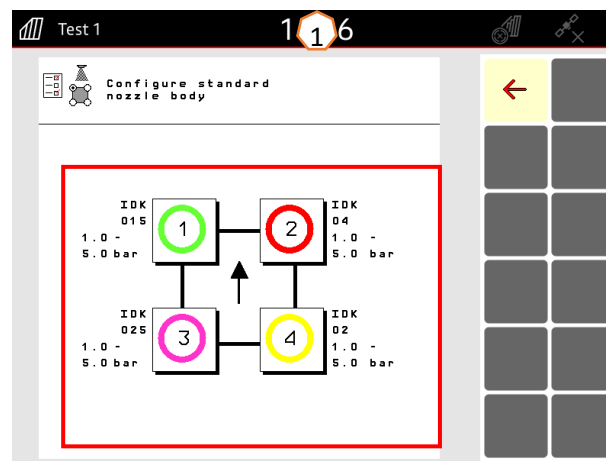 Test 1
1 1 6
Configure standard
nozzle body
IDK
015
1.0 -
5.0 bar
1
2
IDK
04
1.0 -
5.0 bar
IDK
025
1.0 -
5.0 bar
3
4
IDK
02
1.0 -
5.0 bar